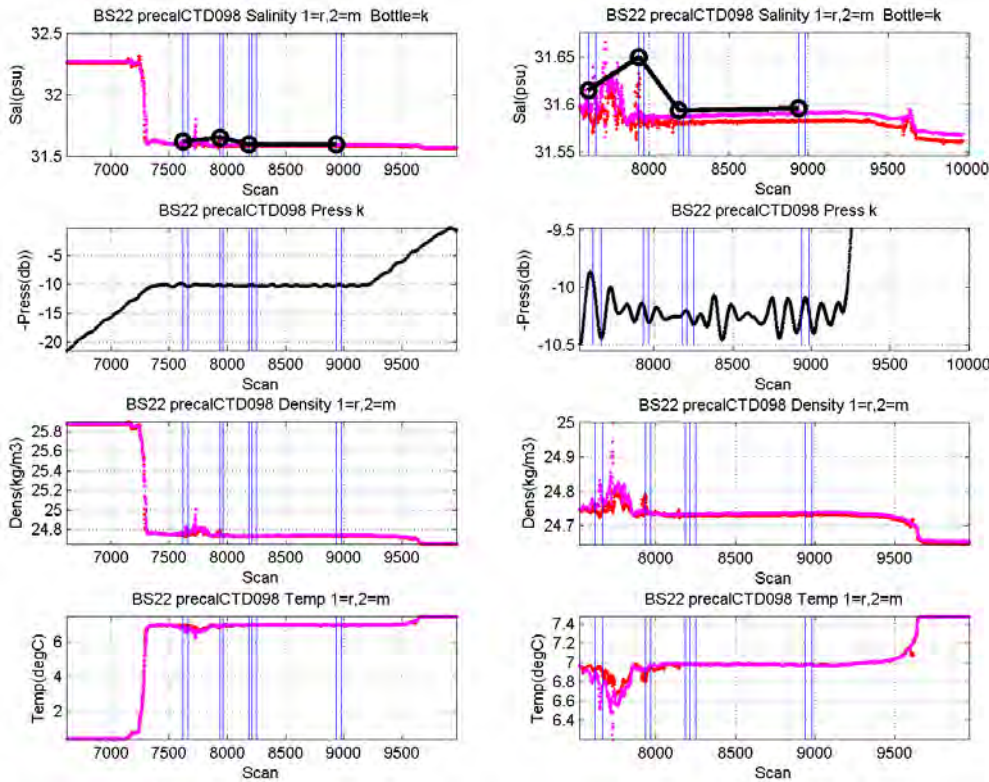 BS22 precalCTD098 Salinity 1=r,2=m Bottle=k
32.5
32
31.5
Sal(psu)
7000 7500 8000 8500 9000 9500
Scan
BS22 precalCTD098 Salinity 1=r,2=m Bottle=k
31.65
31.6
31.55
Sal(psu)
8000 8500 9000 9500 10000
Scan
BS22 precalCTD098 Press k
-5
-10
-15
-20
-Press(db)
7000 7500 8000 8500 9000 9500
Scan
BS22 precalCTD098 Press k
-9.5
-10
-10.5
-Press(db)
8000 8500 9000 9500 10000
Scan
BS22 precalCTD098 Density 1=r,2=m
25.8
25.6
25.4
25.2
25
24.8
Dens(kg/m3)
7000 7500 8000 8500 9000 9500
Scan
BS22 precalCTD098 Density 1=r,2=m
25
24.9
24.8
24.7
Dens(kg/m3)
8000 8500 9000 9500
Scan
BS22 precalCTD098 Temp 1=r,2=m
6
4
2
Temp(degC)
7000 7500 8000 8500 9000 9500
Scan
BS22 precalCTD098 Temp 1=r,2=m
7.4
7.2
7
6.8
6.6
6.4
Temp(degC)
8000 8500 9000 9500
Scan